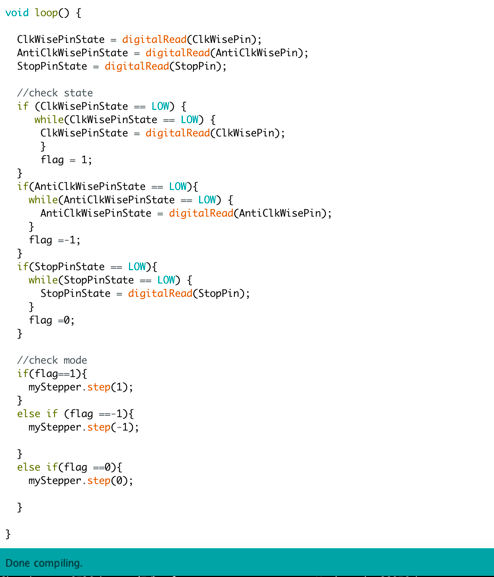 void loop() {
ClkWisePinState = digitalRead(ClkWisePin);
AntiClkWisePinState = digitalRead(AntiClkWisePin);
StopPinState = digitalRead(StopPin);
//check state
if (ClkWisePinState == LOW) {
while(ClkWisePinState == LOW) {
ClkWisePinState = digitalRead(ClkWisePin);
}
flag = 1;
}
if(AntiClkWisePinState == LOW){
while(AntiClkWisePinState == LOW) {
AntiClkWisePinState = digitalRead(AntiClkWisePin);
}
flag =-1;
}
if(StopPinState == LOW){
while(StopPinState == LOW) {
StopPinState = digitalRead(StopPin);
}
flag =0;
}
//check mode
if(flag==1){
myStepper.step(1);
}
else if (flag ==-1){
myStepper.step(-1);
}
else if(flag ==0){
myStepper.step(0);
}
}
Done compiling.